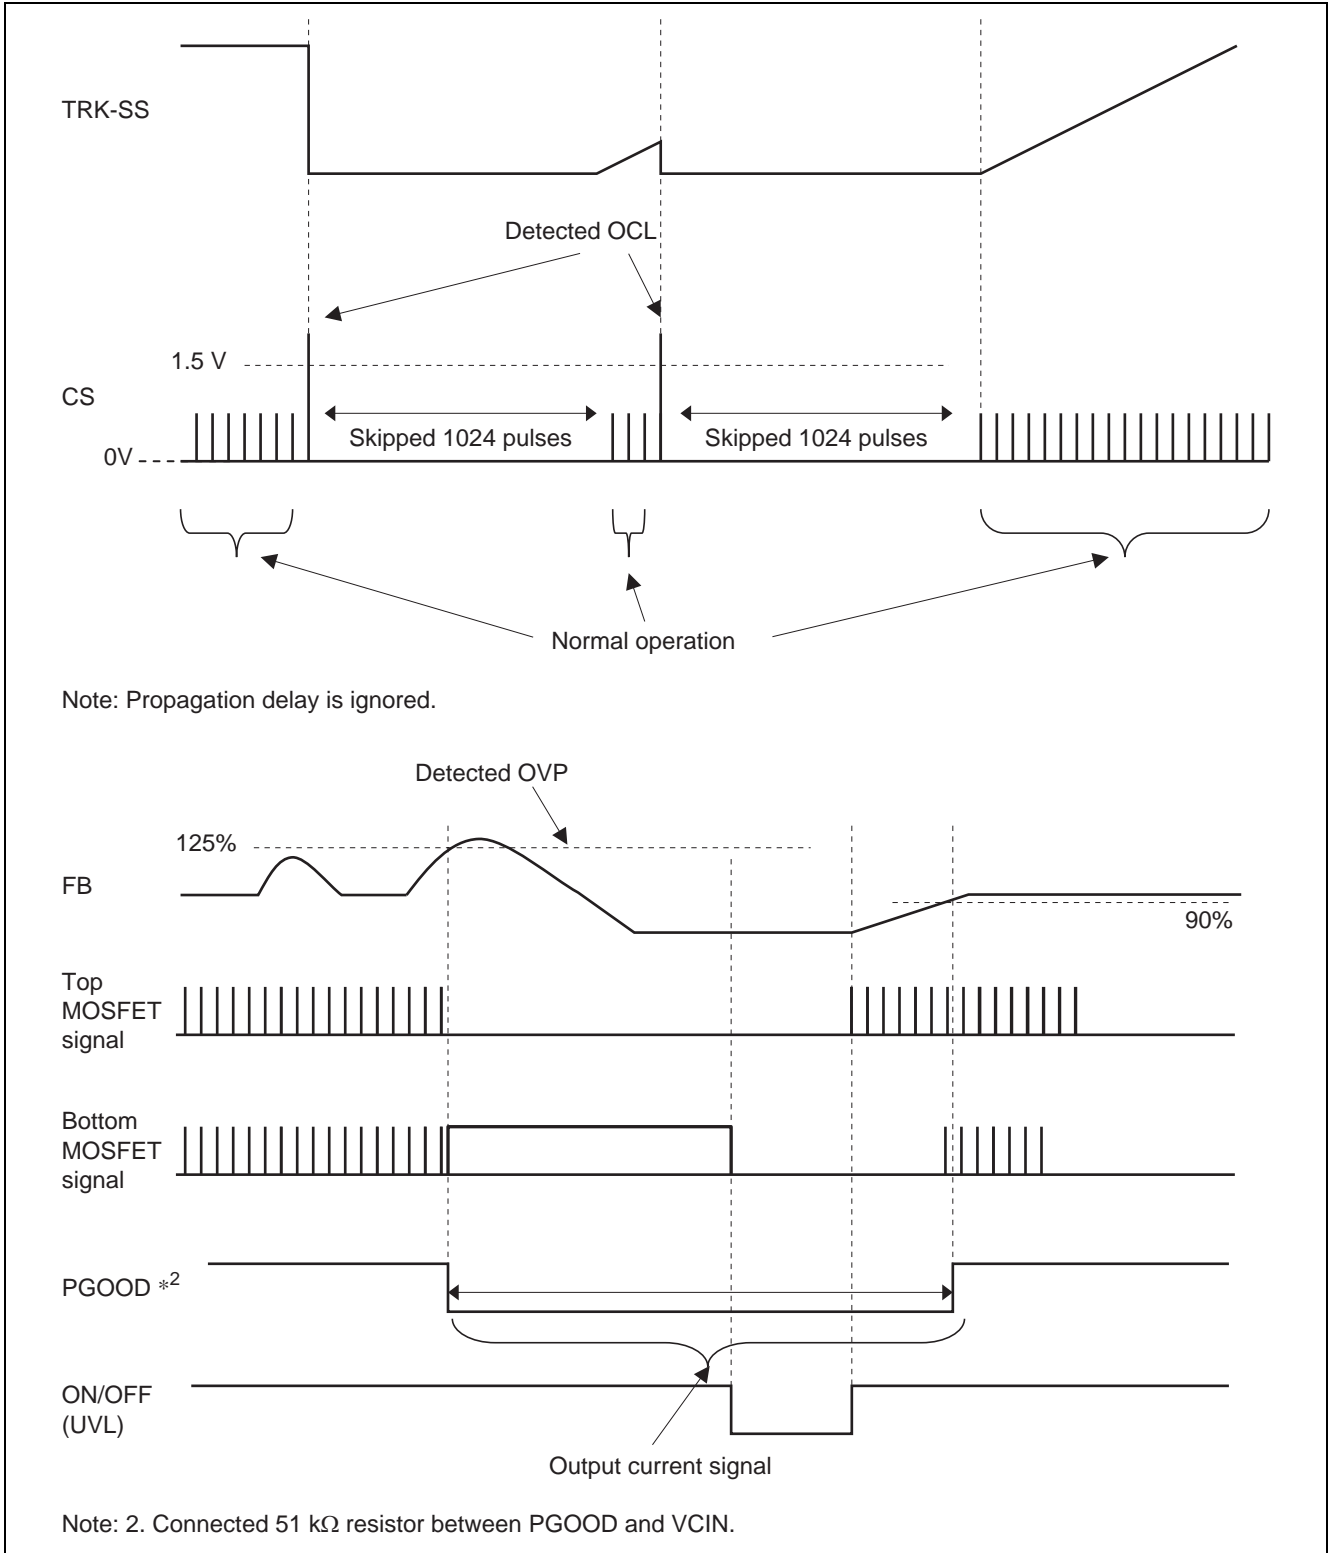 TRK-SS
Detected OCL
1.5 V
CS
Skipped 1024 pulses
Skipped 1024 pulses
0V
Normal operation
Note: Propagation delay is ignored.
Detected OVP
125%
FB
90%
Top
MOSFET
signal
Bottom
MOSFET
signal
PGOOD *2
ON/OFF
(UVL)
Output current signal
Note: 2. Connected 51 kΩ resistor between PGOOD and VCIN.